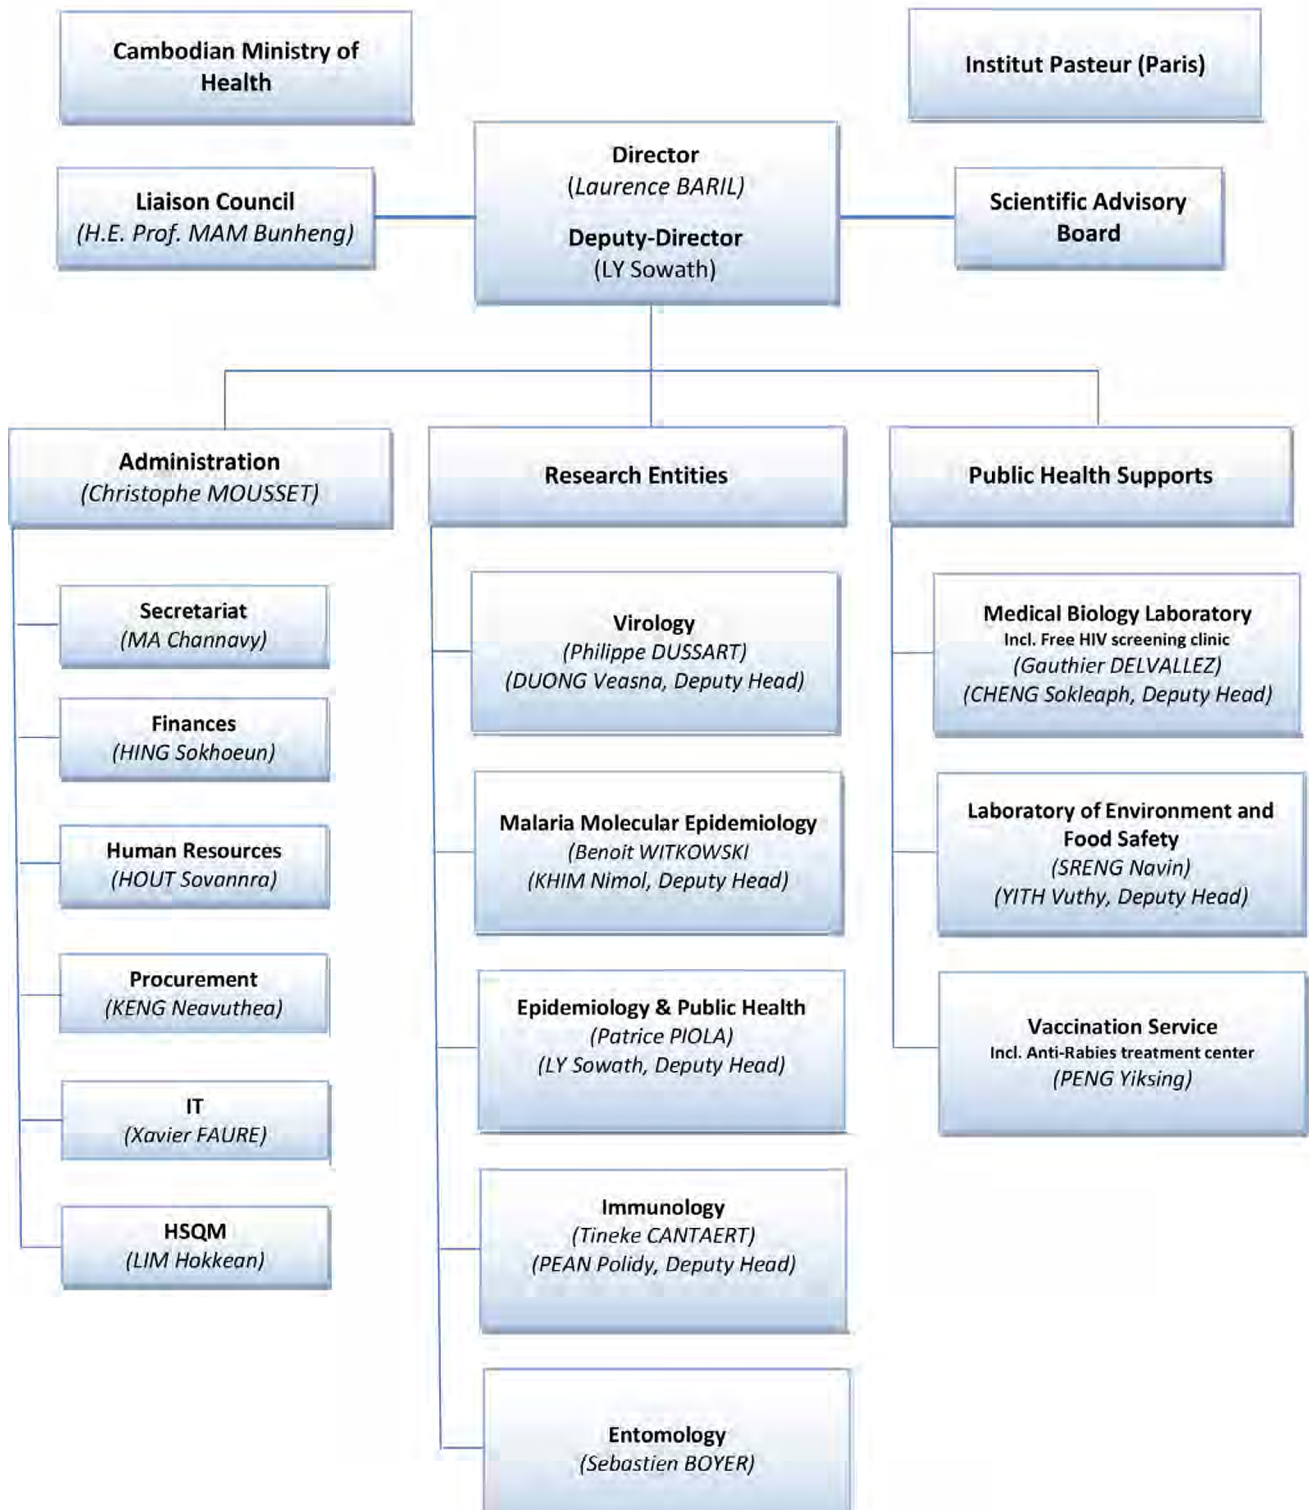 Cambodian Ministry of
Health
Institut Pasteur (Paris)
Director
(Laurence BARIL)
Deputy-Director
(LY Sowath)
Liaison Council
(H.E. Prof. MAM Bunheng)
Scientific Advisory
Board
Administration
(Christophe MOUSSET)
Secretariat
(MA Channavy)
Finances
(HING Sokhoeun)
Human Resources
(HOUT Sovannra)
Procurement
(KENG Neavuthea)
IT
(Xavier FAURE)
HSQM
(LIM Hokkean)
Research Entities
Virology
(Philippe DUSSART)
(DUONG Veasna, Deputy Head)
Malaria Molecular Epidemiology
(Benoit WITKOWSKI
(KHIM Nimol, Deputy Head)
Epidemiology & Public Health
(Patrice PIOLA)
(LY Sowath, Deputy Head)
Immunology
(Tineke CANTAERT)
(PEAN Polidy, Deputy Head)
Entomology
(Sebastien BOYER)
Public Health Supports
Medical Biology Laboratory
Incl. Free HIV screening clinic
(Gauthier DELVALLEZ)
(CHENG Sokleaph, Deputy Head)
Laboratory of Environment and
Food Safety
(SRENG Navin)
(YITH Vuthy, Deputy Head)
Vaccination Service
Incl. Anti-Rabies treatment center
(PENG Yiksing)